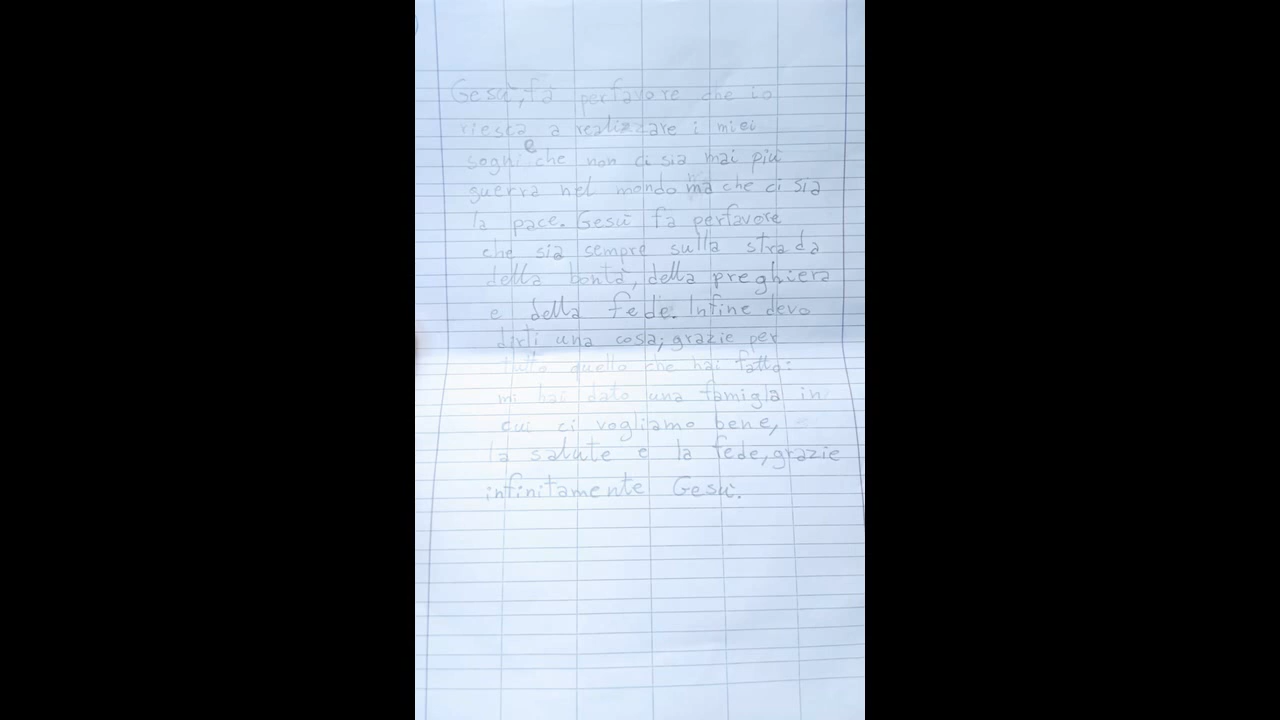 Gesù, fà perfavore che io
riesca a realizzare i miei
sogni e che non ci sia mai più
guerra nel mondo ma che ci sia
la pace. Gesù fa perfavore
che sia sempre sulla strada
della bontà, della preghiera
e della fede. Infine devo
dirti una cosa; grazie per
tutto quello che hai fatto:
mi hai dato una famigla in
cui ci vogliamo bene,
la salute e la fede, grazie
infinitamente Gesù.